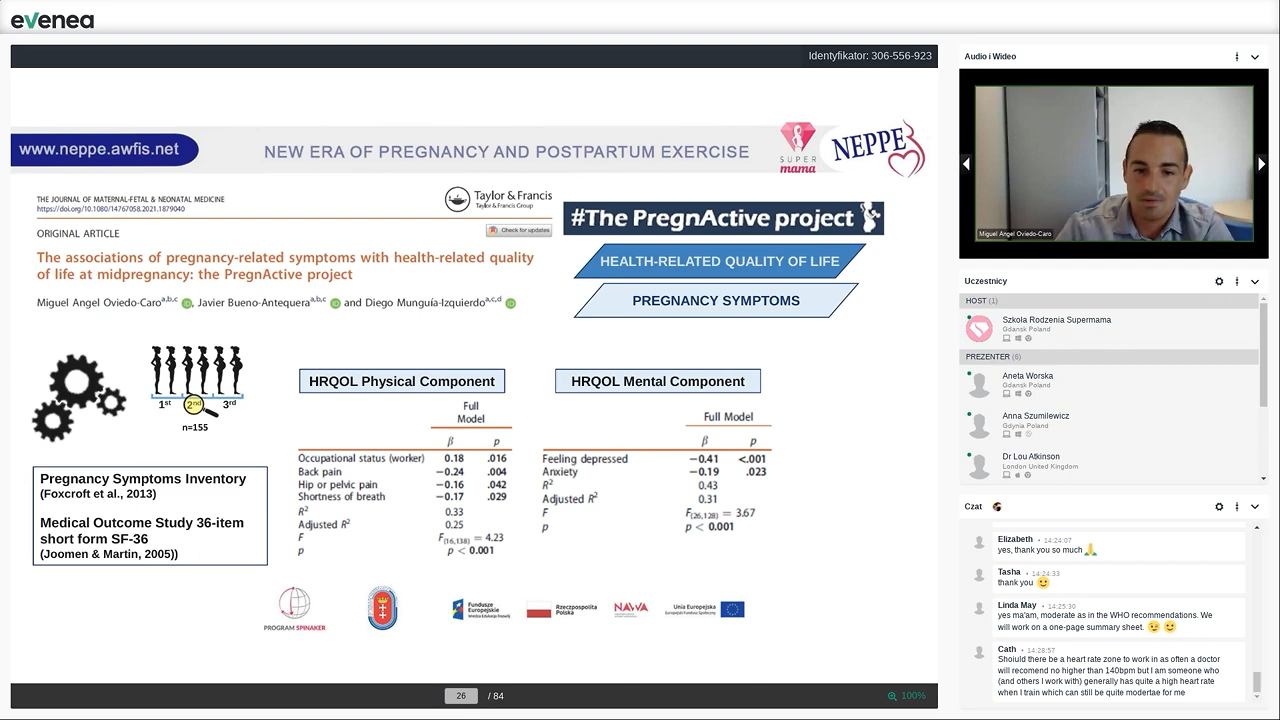 evenea
Identyfikator: 306-556-923
www.neppe.awfis.net
NEW ERA OF PREGNANCY AND POSTPARTUM EXERCISE
SUPER
mama
NEPPE
THE JOURNAL OF MATERNAL-FETAL & NEONATAL MEDICINE
https://doi.org/10.1080/14767058.2021.1879040
Taylor & Francis
Taylor & Francis Group
ORIGINAL ARTICLE
Check for updates
The associations of pregnancy-related symptoms with health-related quality
of life at midpregnancy: the PregnActive project
Miguel Angel Oviedo-Caro a,b,c, Javier Bueno-Antequera a,b,c and Diego Munguía-Izquierdo a,c,d
#The PregnActive project
HEALTH-RELATED QUALITY OF LIFE
PREGNANCY SYMPTOMS
1st 2nd 3rd
n=155
Pregnancy Symptoms Inventory
(Foxcroft et al., 2013)
Medical Outcome Study 36-item
short form SF-36
(Joomen & Martin, 2005))
HRQOL Physical Component
Full
Model
β p
Occupational status (worker) 0.18 .016
Back pain −0.24 .004
Hip or pelvic pain −0.16 .042
Shortness of breath −0.17 .029
R² 0.33
Adjusted R² 0.25
F F(16,138) = 4.23
p p < 0.001
HRQOL Mental Component
Full Model
β p
Feeling depressed −0.41 <.001
Anxiety −0.19 .023
R² 0.43
Adjusted R² 0.31
F F(26,128) = 3.67
p p < 0.001
PROGRAM SPINAKER
Fundusze
Europejskie
Wiedza Edukacja Rozwój
Rzeczpospolita
Polska
NAWA
Unia Europejska
Europejski Fundusz Społeczny
26 / 84
100%
Audio i Wideo
Miguel Angel Oviedo-Caro
Uczestnicy
HOST (1)
Szkoła Rodzenia Supermama
Gdansk Poland
PREZENTER (6)
Aneta Worska
Gdansk Poland
Anna Szumilewicz
Gdynia Poland
Dr Lou Atkinson
London United Kingdom
Czat
Elizabeth • 14:24:07
yes, thank you so much 🙏
Tasha • 14:24:33
thank you 🙂
Linda May • 14:25:30
yes ma'am, moderate as in the WHO recommendations. We
will work on a one-page summary sheet. 😉 🙂
Cath • 14:28:57
Shoiuld there be a heart rate zone to work in as often a doctor
will recomend no higher than 140bpm but I am someone who
(and others I work with) generally has quite a high heart rate
when I train which can still be quite modertae for me